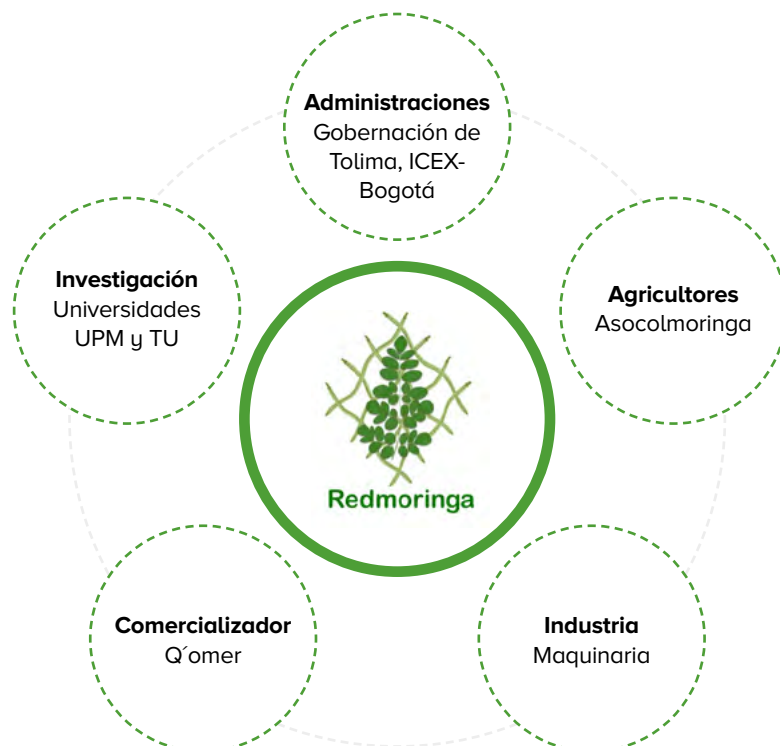 Administraciones
Gobernación de
Tolima, ICEX-
Bogotá
Investigación
Universidades
UPM y TU
Agricultores
Asocolmoringa
Redmoringa
Comercializador
Q´omer
Industria
Maquinaria